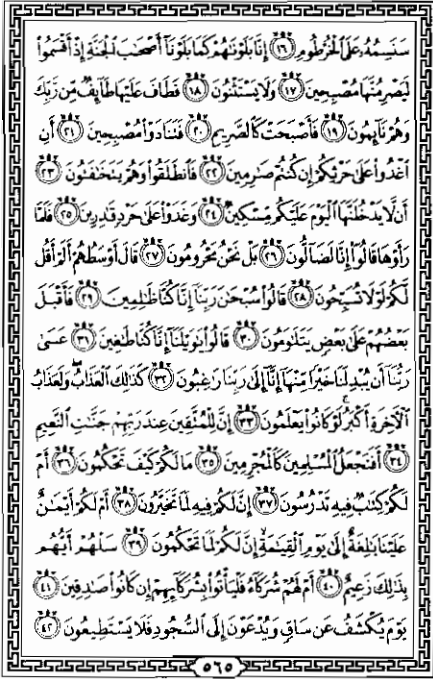 سَنَسِمُهُۥ عَلَى ٱلْخُرْطُومِ ١٦ إِنَّا بَلَوْنَٰهُمْ كَمَا بَلَوْنَآ أَصْحَٰبَ ٱلْجَنَّةِ إِذْ أَقْسَمُوا۟
لَيَصْرِمُنَّهَا مُصْبِحِينَ ١٧ وَلَا يَسْتَثْنُونَ ١٨ فَطَافَ عَلَيْهَا طَآئِفٌ مِّن رَّبِّكَ
وَهُمْ نَآئِمُونَ ١٩ فَأَصْبَحَتْ كَٱلصَّرِيمِ ٢٠ فَتَنَادَوْا۟ مُصْبِحِينَ ٢١ أَنِ
ٱغْدُوا۟ عَلَىٰ حَرْثِكُمْ إِن كُنتُمْ صَٰرِمِينَ ٢٢ فَٱنطَلَقُوا۟ وَهُمْ يَتَخَٰفَتُونَ ٢٣
أَن لَّا يَدْخُلَنَّهَا ٱلْيَوْمَ عَلَيْكُم مِّسْكِينٌ ٢٤ وَغَدَوْا۟ عَلَىٰ حَرْدٍ قَٰدِرِينَ ٢٥ فَلَمَّا
رَأَوْهَا قَالُوٓا۟ إِنَّا لَضَآلُّونَ ٢٦ بَلْ نَحْنُ مَحْرُومُونَ ٢٧ قَالَ أَوْسَطُهُمْ أَلَمْ أَقُل
لَّكُمْ لَوْلَا تُسَبِّحُونَ ٢٨ قَالُوا۟ سُبْحَٰنَ رَبِّنَآ إِنَّا كُنَّا ظَٰلِمِينَ ٢٩ فَأَقْبَلَ
بَعْضُهُمْ عَلَىٰ بَعْضٍ يَتَلَٰوَمُونَ ٣٠ قَالُوا۟ يَٰوَيْلَنَآ إِنَّا كُنَّا طَٰغِينَ ٣١ عَسَىٰ
رَبُّنَآ أَن يُبْدِلَنَا خَيْرًا مِّنْهَآ إِنَّآ إِلَىٰ رَبِّنَا رَٰغِبُونَ ٣٢ كَذَٰلِكَ ٱلْعَذَابُ ۖ وَلَعَذَابُ
ٱلْءَاخِرَةِ أَكْبَرُ ۚ لَوْ كَانُوا۟ يَعْلَمُونَ ٣٣ إِنَّ لِلْمُتَّقِينَ عِندَ رَبِّهِمْ جَنَّٰتِ ٱلنَّعِيمِ
٣٤ أَفَنَجْعَلُ ٱلْمُسْلِمِينَ كَٱلْمُجْرِمِينَ ٣٥ مَا لَكُمْ كَيْفَ تَحْكُمُونَ ٣٦ أَمْ
لَكُمْ كِتَٰبٌ فِيهِ تَدْرُسُونَ ٣٧ إِنَّ لَكُمْ فِيهِ لَمَا تَخَيَّرُونَ ٣٨ أَمْ لَكُمْ أَيْمَٰنٌ
عَلَيْنَا بَٰلِغَةٌ إِلَىٰ يَوْمِ ٱلْقِيَٰمَةِ ۙ إِنَّ لَكُمْ لَمَا تَحْكُمُونَ ٣٩ سَلْهُمْ أَيُّهُم
بِذَٰلِكَ زَعِيمٌ ٤٠ أَمْ لَهُمْ شُرَكَآءُ فَلْيَأْتُوا۟ بِشُرَكَآئِهِمْ إِن كَانُوا۟ صَٰدِقِينَ ٤١
يَوْمَ يُكْشَفُ عَن سَاقٍ وَيُدْعَوْنَ إِلَى ٱلسُّجُودِ فَلَا يَسْتَطِيعُونَ ٤٢
٥٦٥